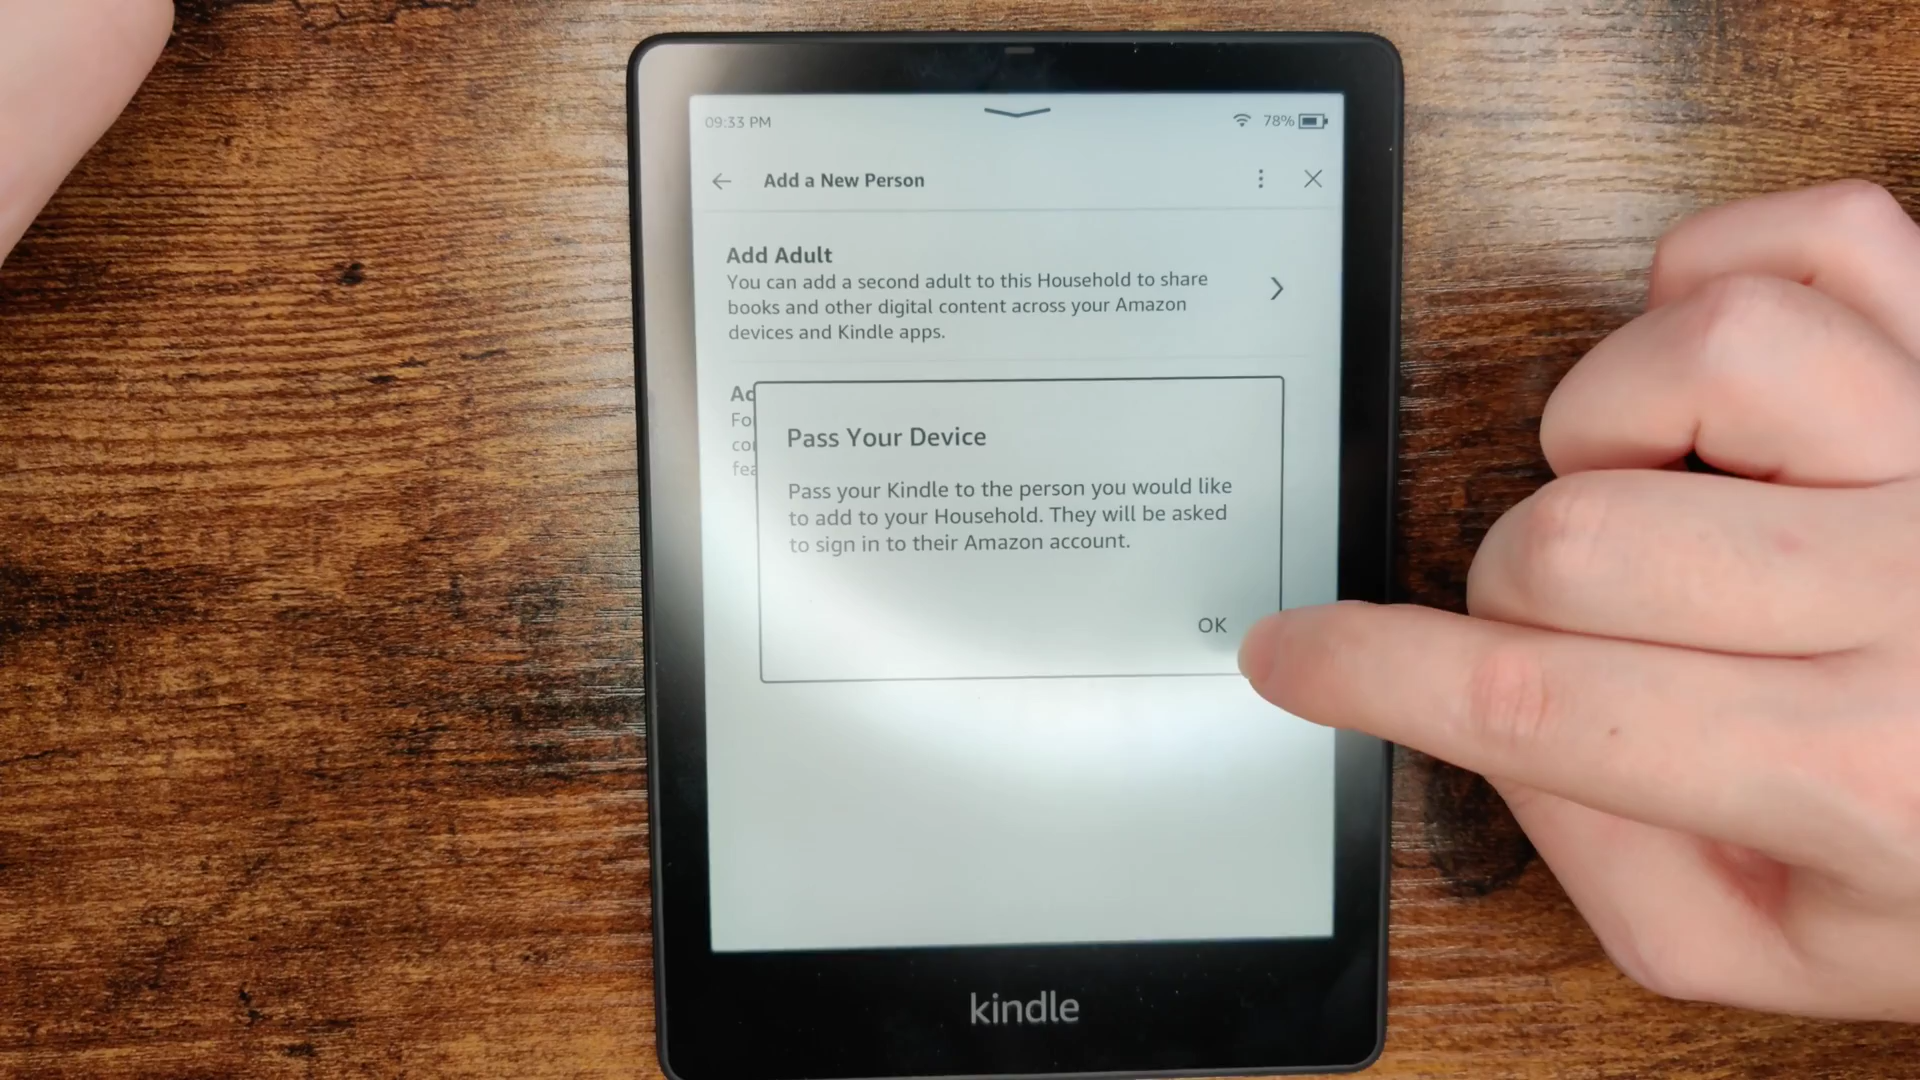 09:33 PM
78%
Add a New Person
Add Adult
You can add a second adult to this Household to share
books and other digital content across your Amazon
devices and Kindle apps.
Pass Your Device
Pass your Kindle to the person you would like
to add to your Household. They will be asked
to sign in to their Amazon account.
OK
kindle